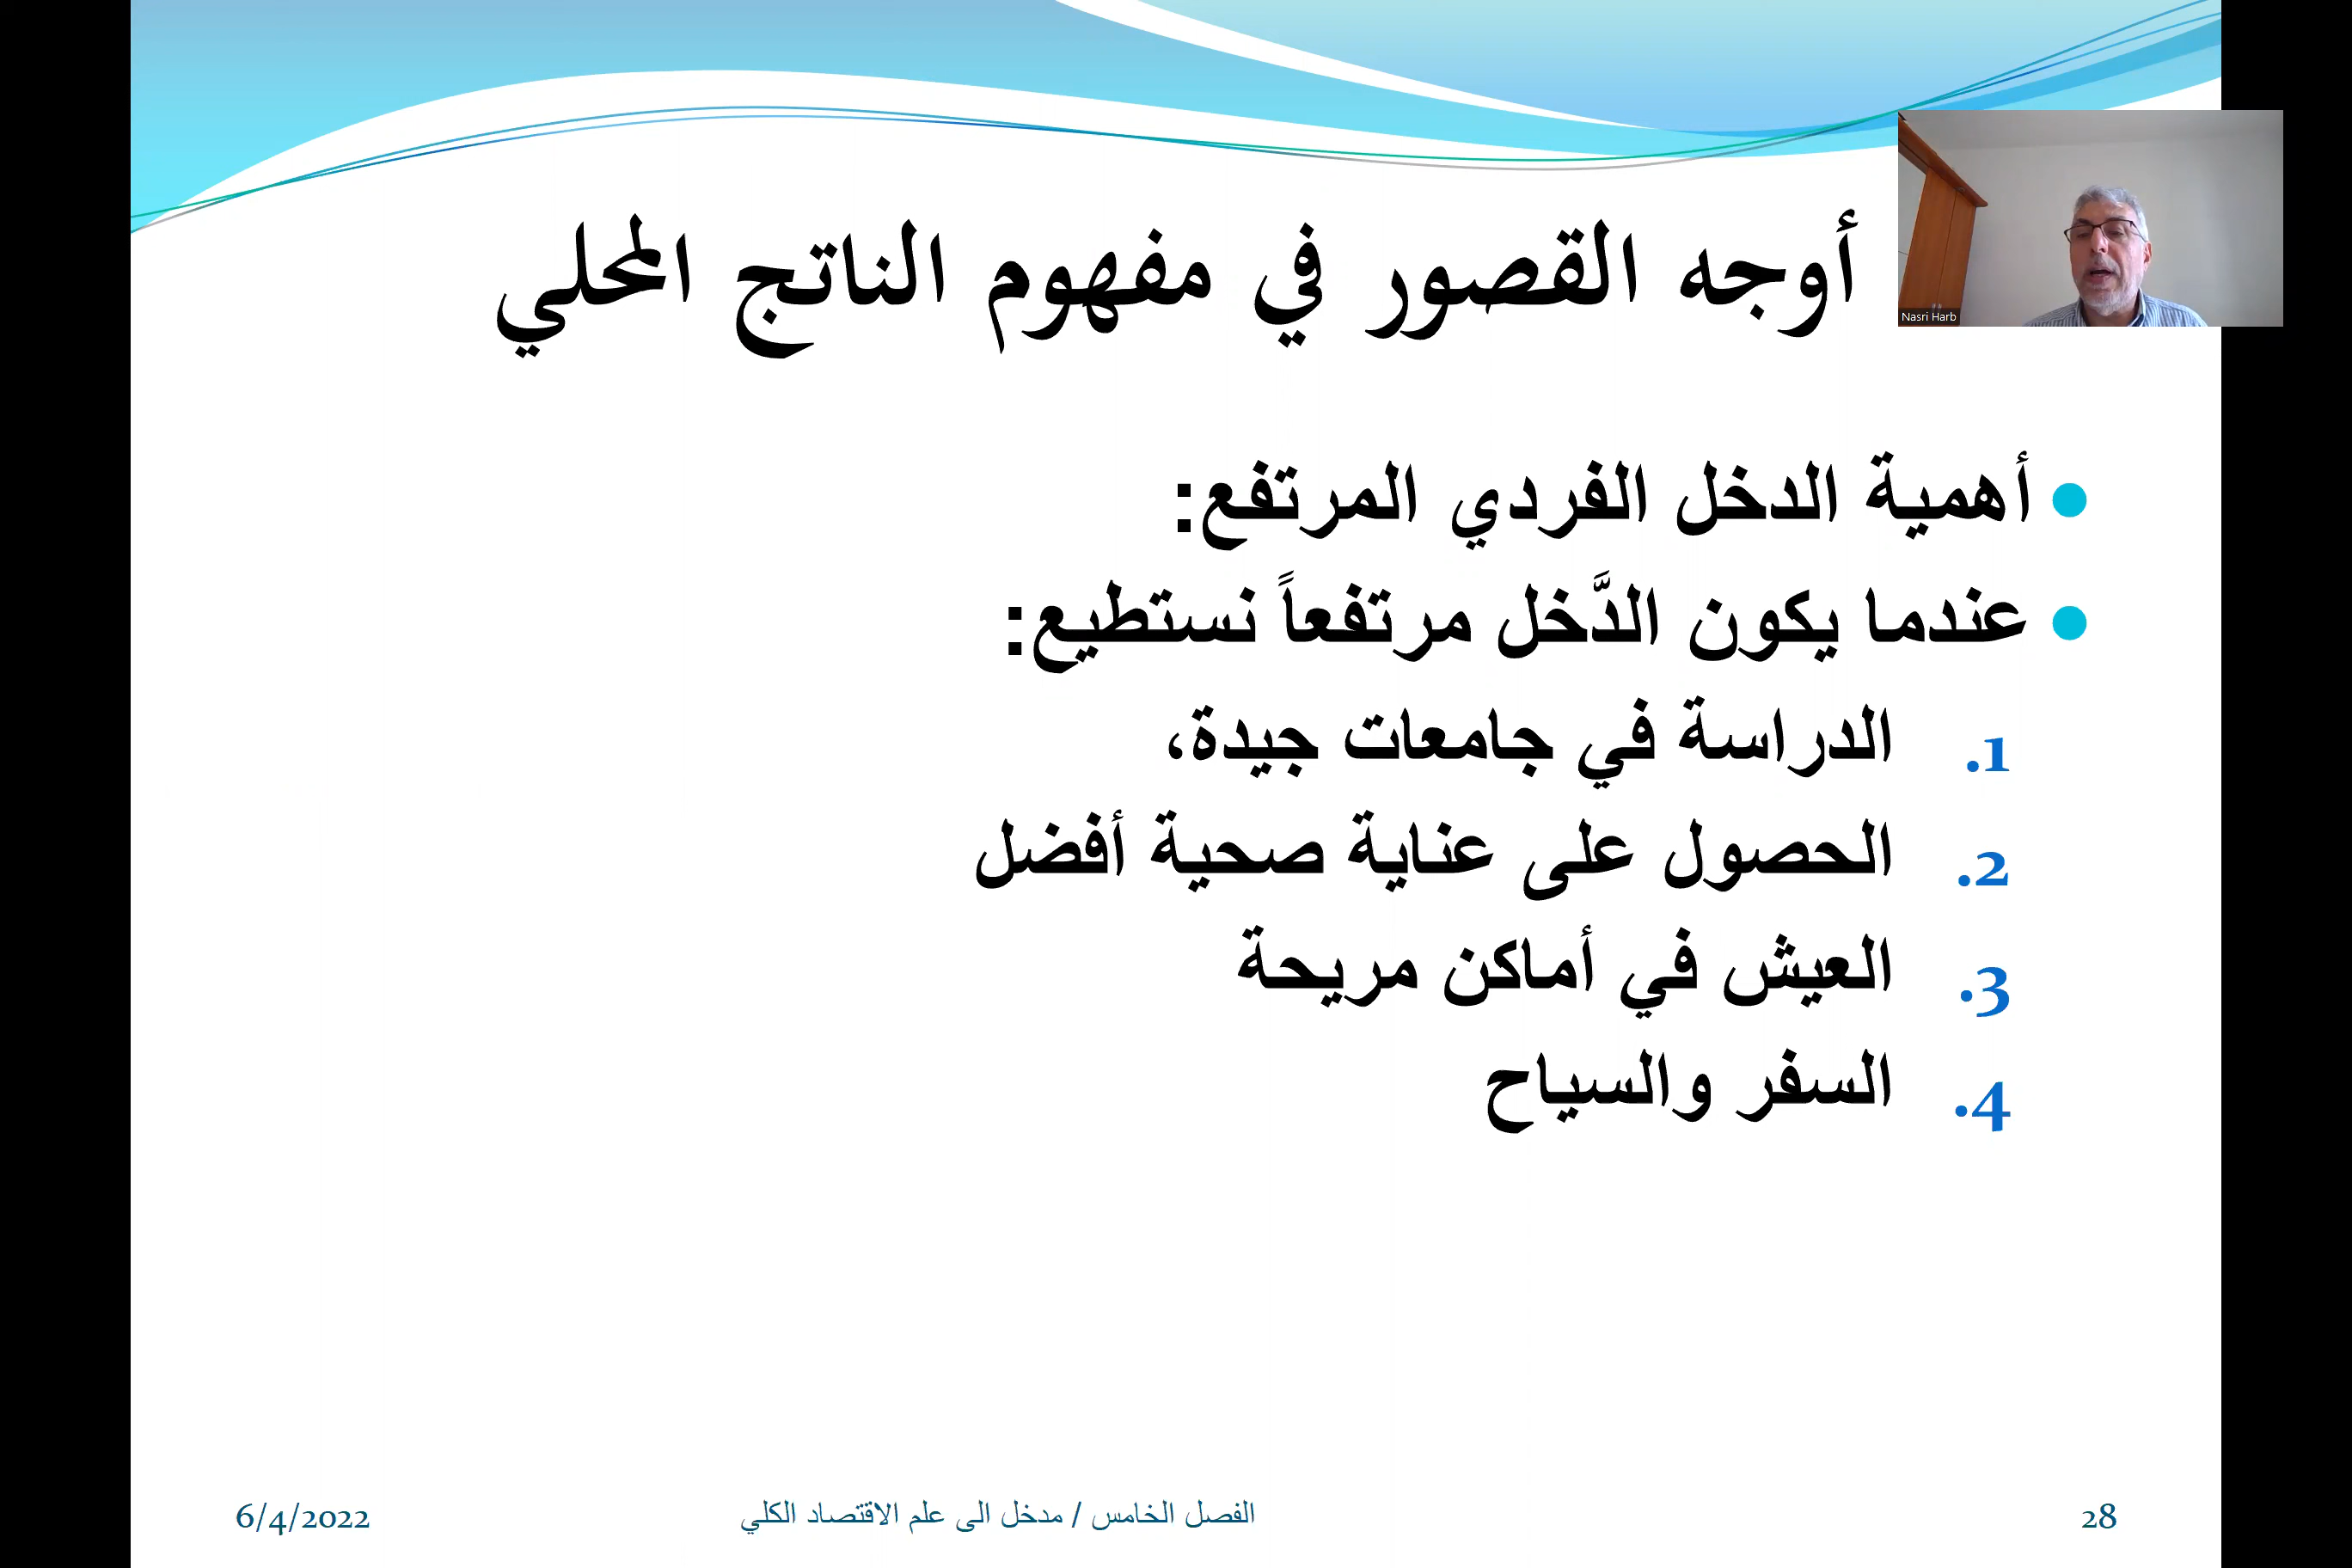 أوجه القصور في مفهوم الناتج المحلي
Nasri Harb
• أهمية الدخل الفردي المرتفع:
• عندما يكون الدَّخل مرتفعاً نستطيع:
1. الدراسة في جامعات جيدة،
2. الحصول على عناية صحية أفضل
3. العيش في أماكن مريحة
4. السفر والسياح
28
الفصل الخامس / مدخل الى علم الاقتصاد الكلي
6/4/2022